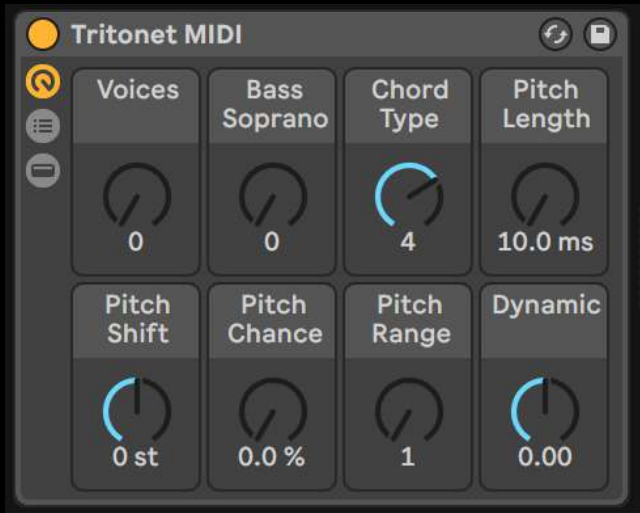 Tritonet MIDI
Voices
Bass
Soprano
Chord
Type
Pitch
Length
0
0
4
10.0 ms
Pitch
Shift
Pitch
Chance
Pitch
Range
Dynamic
0 st
0.0 %
1
0.00